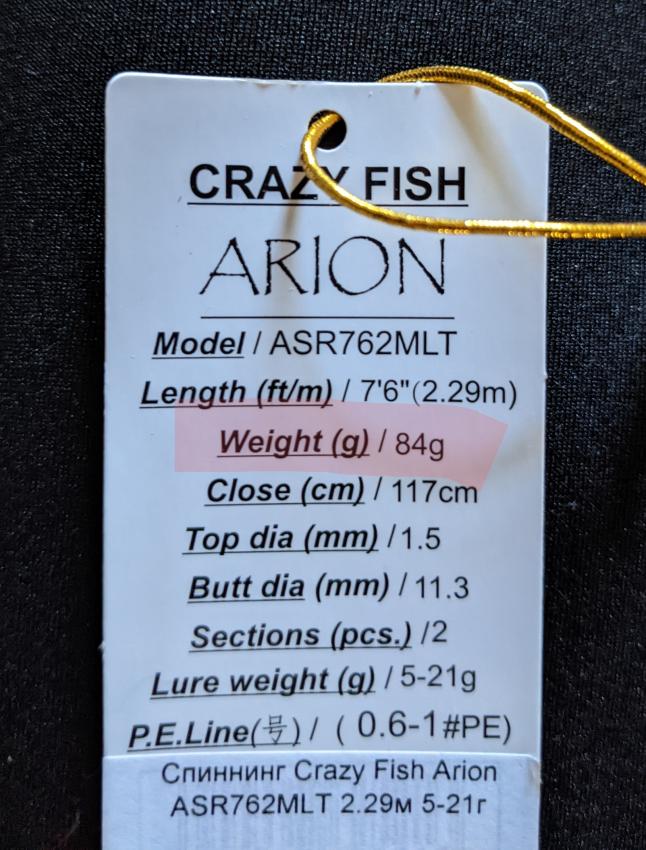 CRAZY FISH
ARION
Model / ASR762MLT
Length (ft/m) / 7'6"(2.29m)
Weight (g) / 84g
Close (cm) / 117cm
Top dia (mm) /1.5
Butt dia (mm) / 11.3
Sections (pcs.) /2
Lure weight (g) / 5-21g
P.E.Line(号) / ( 0.6-1#PE)
Спиннинг Crazy Fish Arion
ASR762MLT 2.29м 5-21г